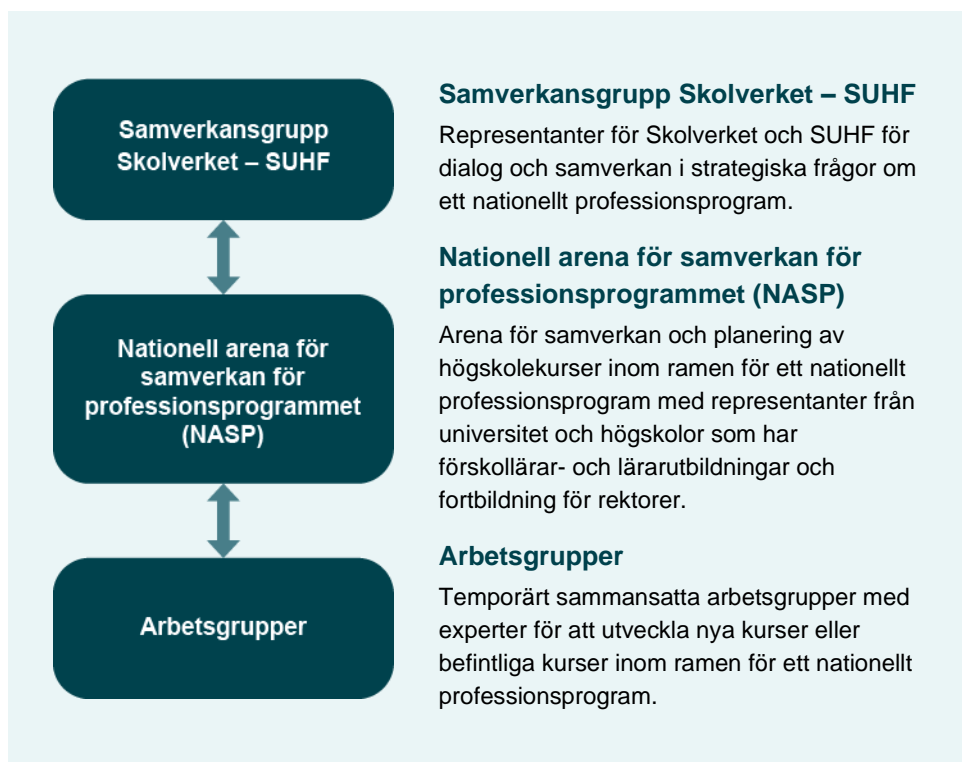 Samverkansgrupp
Skolverket – SUHF
Nationell arena för
samverkan för
professionsprogrammet
(NASP)
Arbetsgrupper
Samverkansgrupp Skolverket – SUHF
Representanter för Skolverket och SUHF för
dialog och samverkan i strategiska frågor om
ett nationellt professionsprogram.
Nationell arena för samverkan för
professionsprogrammet (NASP)
Arena för samverkan och planering av
högskolekurser inom ramen för ett nationellt
professionsprogram med representanter från
universitet och högskolor som har
förskollärar- och lärarutbildningar och
fortbildning för rektorer.
Arbetsgrupper
Temporärt sammansatta arbetsgrupper med
experter för att utveckla nya kurser eller
befintliga kurser inom ramen för ett nationellt
professionsprogram.